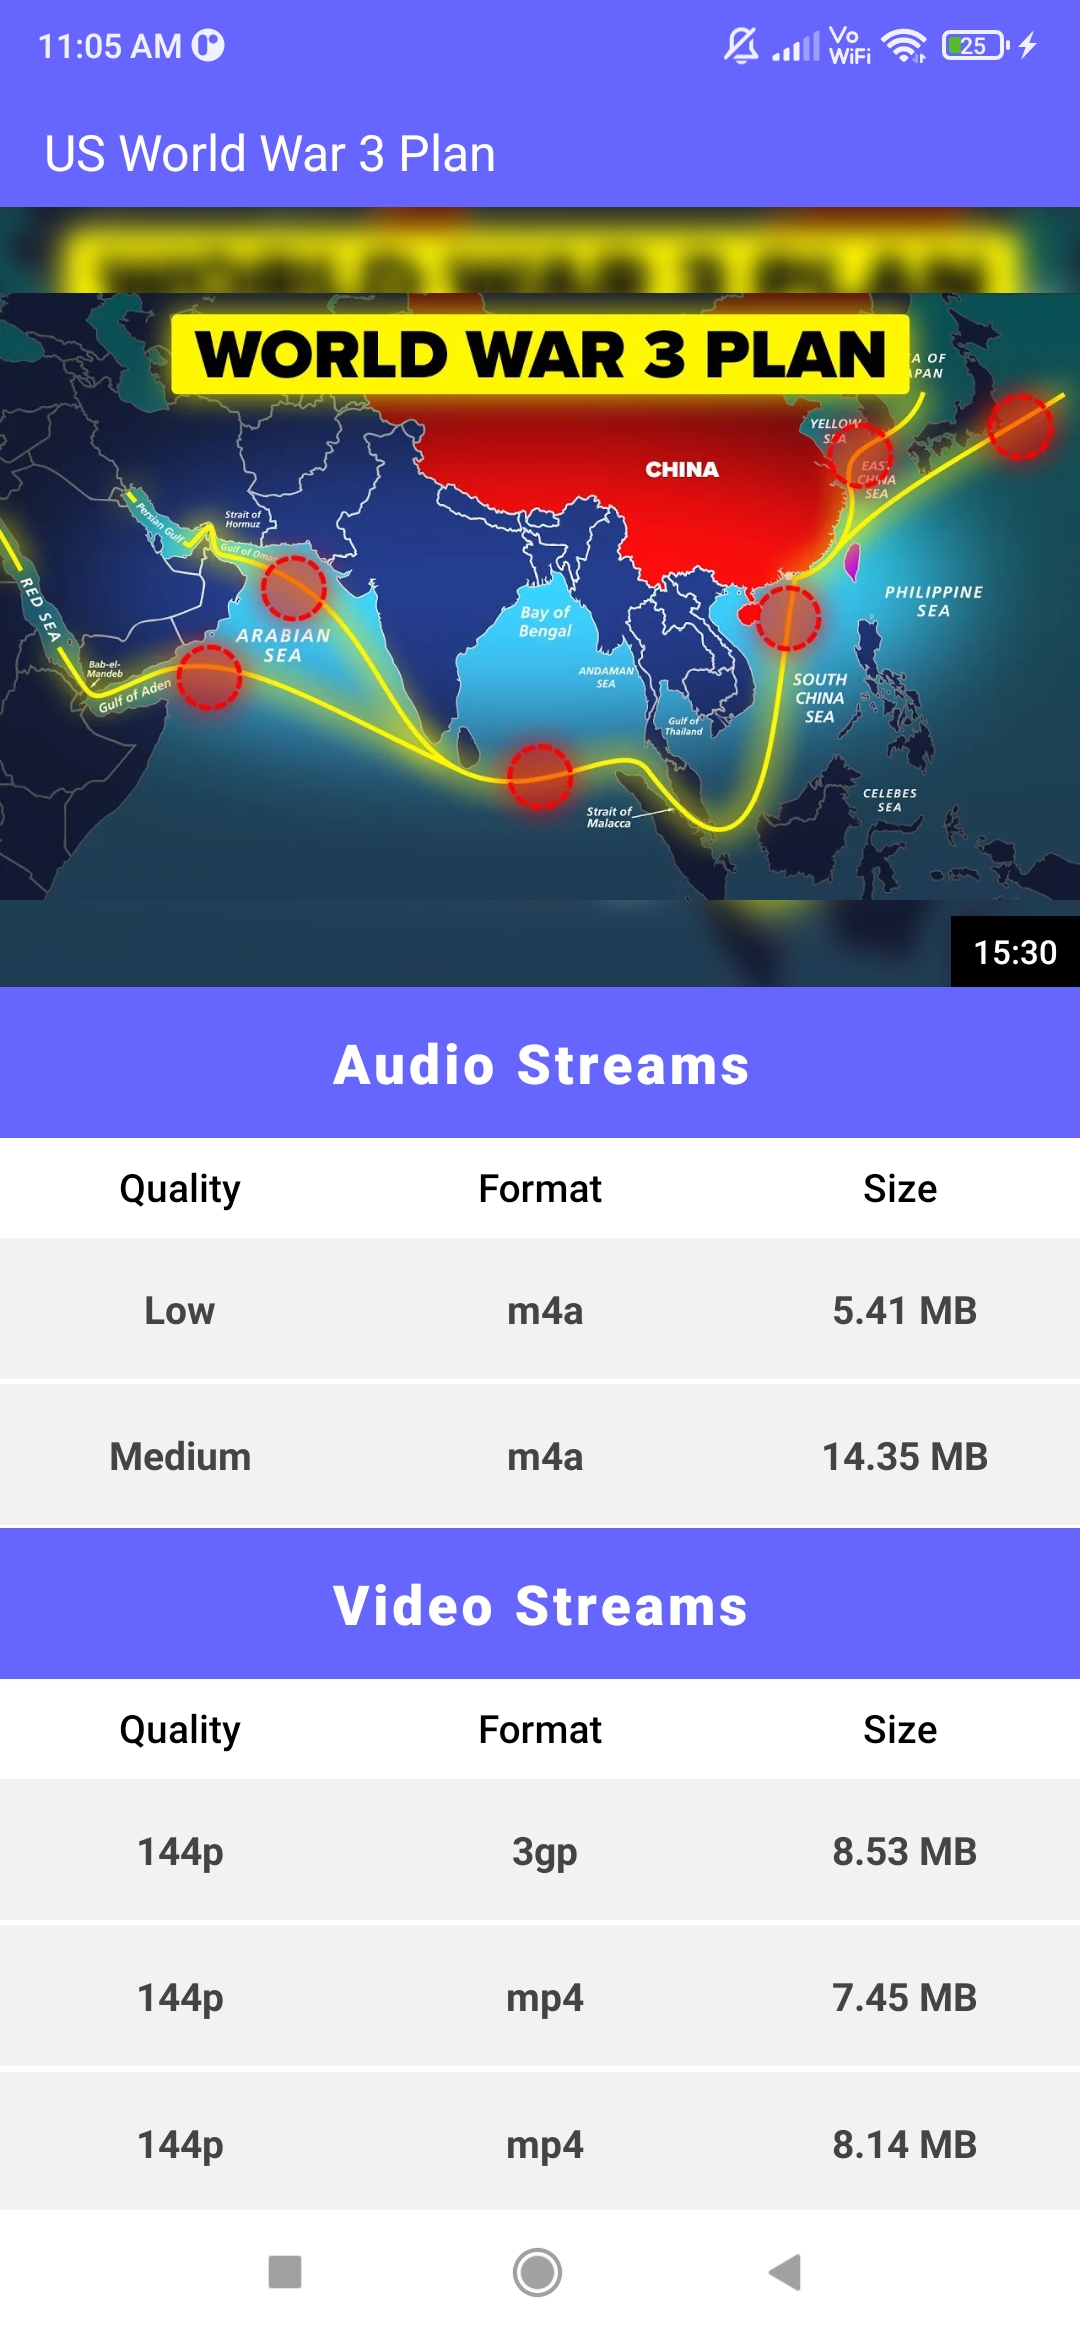 11:05 AM
Vo
WiFi
25
US World War 3 Plan
WORLD WAR 3 PLAN
WORLD WAR 3 PLAN
A OF
APAN
YELLOW
SEA
CHINA
EAST
CHINA
SEA
Strait of
Hormuz
Persian Gulf
Gulf of Oman
RED SEA
PHILIPPINE
SEA
Bay of
Bengal
ARABIAN
SEA
Bab-el-
Mandeb
Gulf of Aden
ANDAMAN
SEA
SOUTH
CHINA
SEA
Gulf of
Thailand
CELEBES
SEA
Strait of
Malacca
15:30
Audio Streams
Quality Format Size
Low m4a 5.41 MB
Medium m4a 14.35 MB
Video Streams
Quality Format Size
144p 3gp 8.53 MB
144p mp4 7.45 MB
144p mp4 8.14 MB